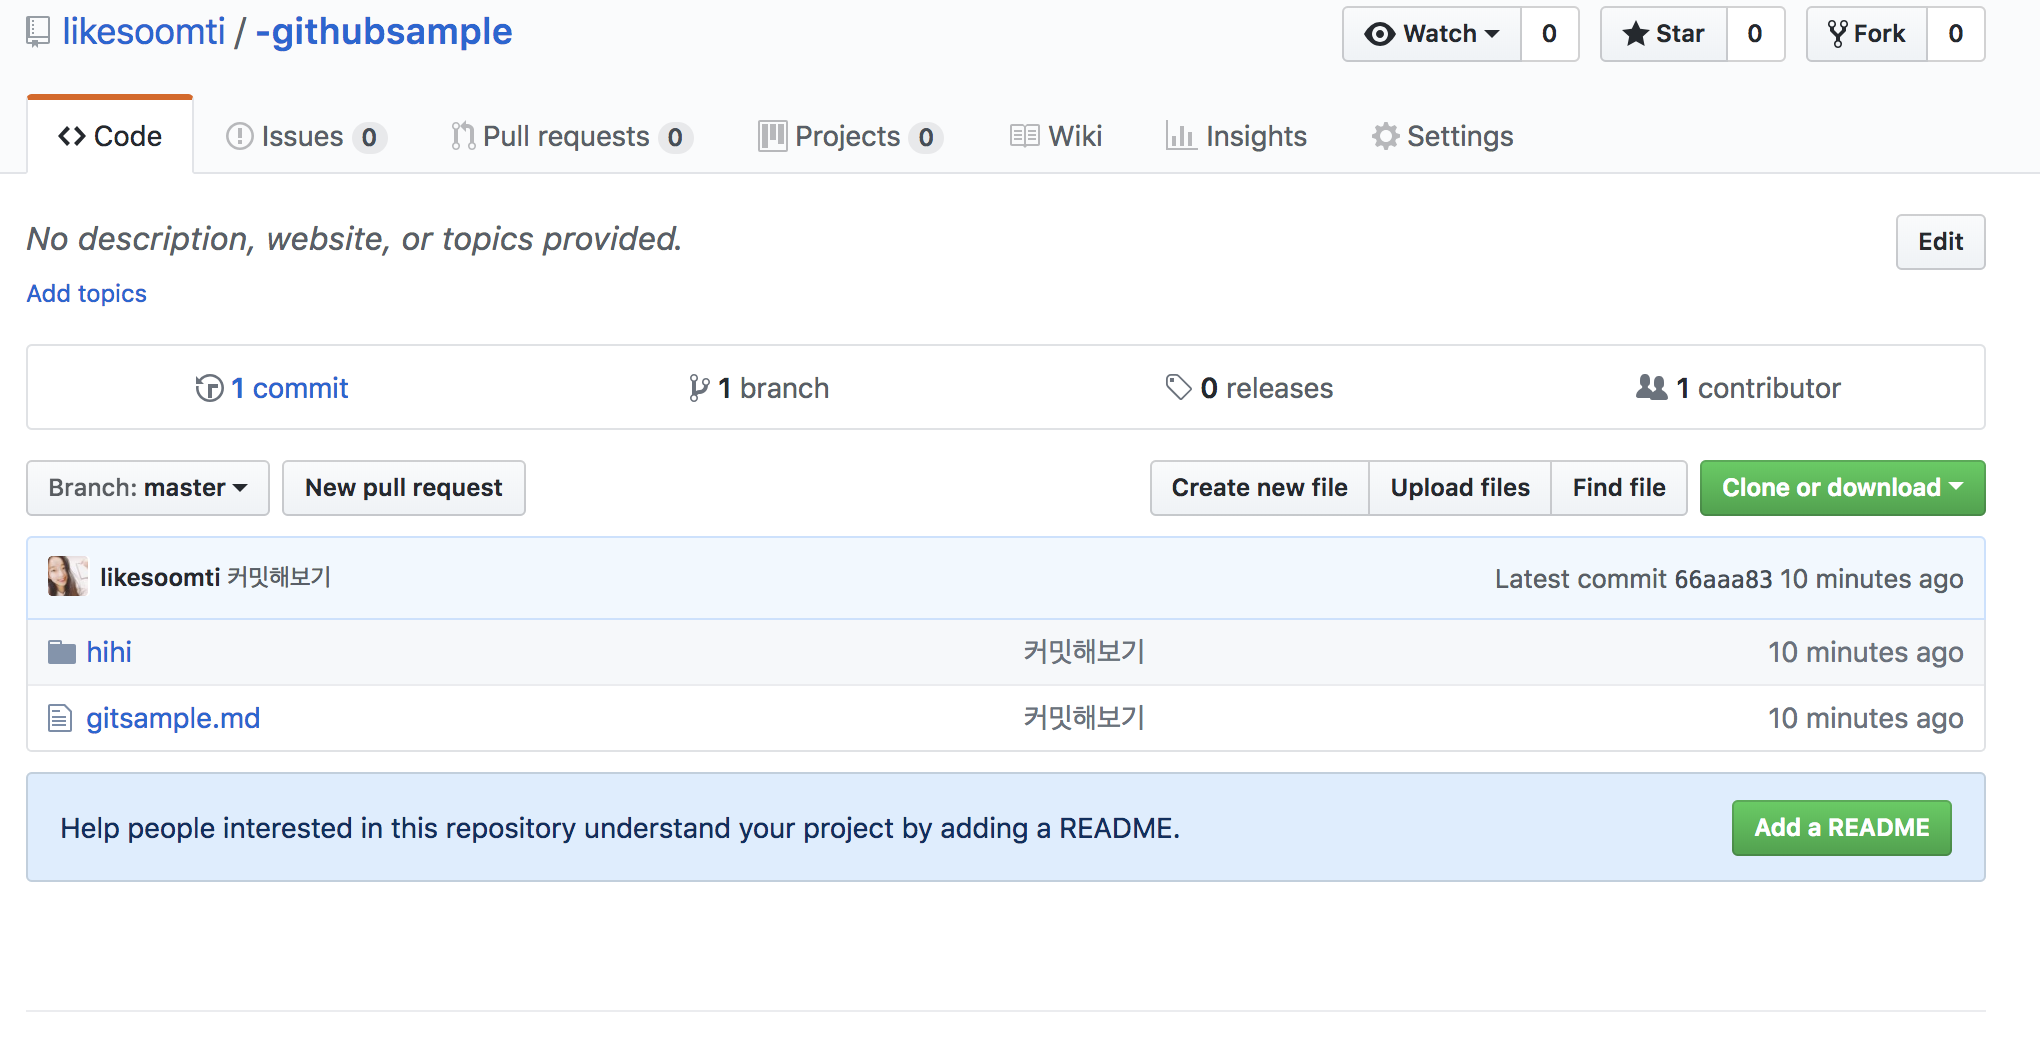 likesoomti / -githubsample Watch 0 Star 0 Fork 0
Code Issues 0 Pull requests 0 Projects 0 Wiki Insights Settings
No description, website, or topics provided. Edit
Add topics
1 commit 1 branch 0 releases 1 contributor
Branch: master New pull request Create new file Upload files Find file Clone or download
likesoomti 커밋해보기 Latest commit 66aaa83 10 minutes ago
hihi 커밋해보기 10 minutes ago
gitsample.md 커밋해보기 10 minutes ago
Help people interested in this repository understand your project by adding a README. Add a README